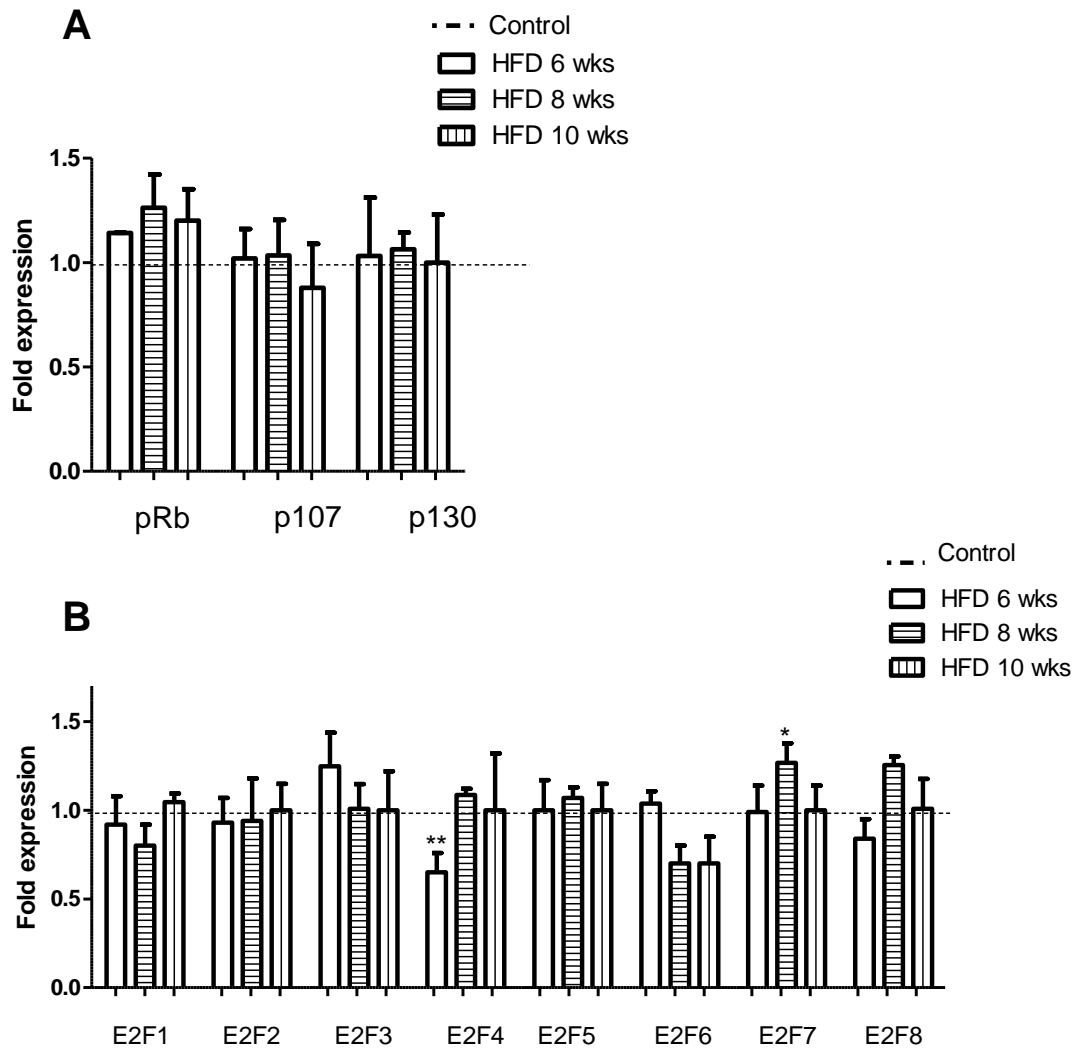 A
Control
HFD 6 wks
HFD 8 wks
HFD 10 wks
Fold expression
1.5
1.0
0.5
0.0
pRb p107 p130
B
Control
HFD 6 wks
HFD 8 wks
HFD 10 wks
Fold expression
1.5
1.0
0.5
0.0
**
*
E2F1 E2F2 E2F3 E2F4 E2F5 E2F6 E2F7 E2F8